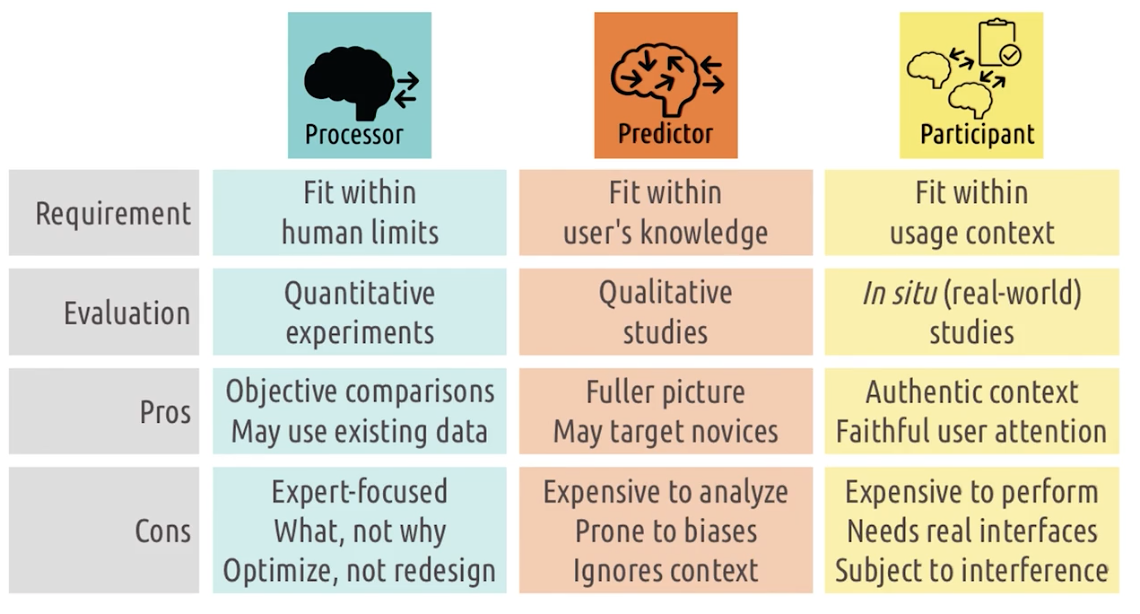 Processor
Predictor
Participant
Requirement
Fit within
human limits
Fit within
user's knowledge
Fit within
usage context
Evaluation
Quantitative
experiments
Qualitative
studies
In situ (real-world)
studies
Pros
Objective comparisons
May use existing data
Fuller picture
May target novices
Authentic context
Faithful user attention
Cons
Expert-focused
What, not why
Optimize, not redesign
Expensive to analyze
Prone to biases
Ignores context
Expensive to perform
Needs real interfaces
Subject to interference